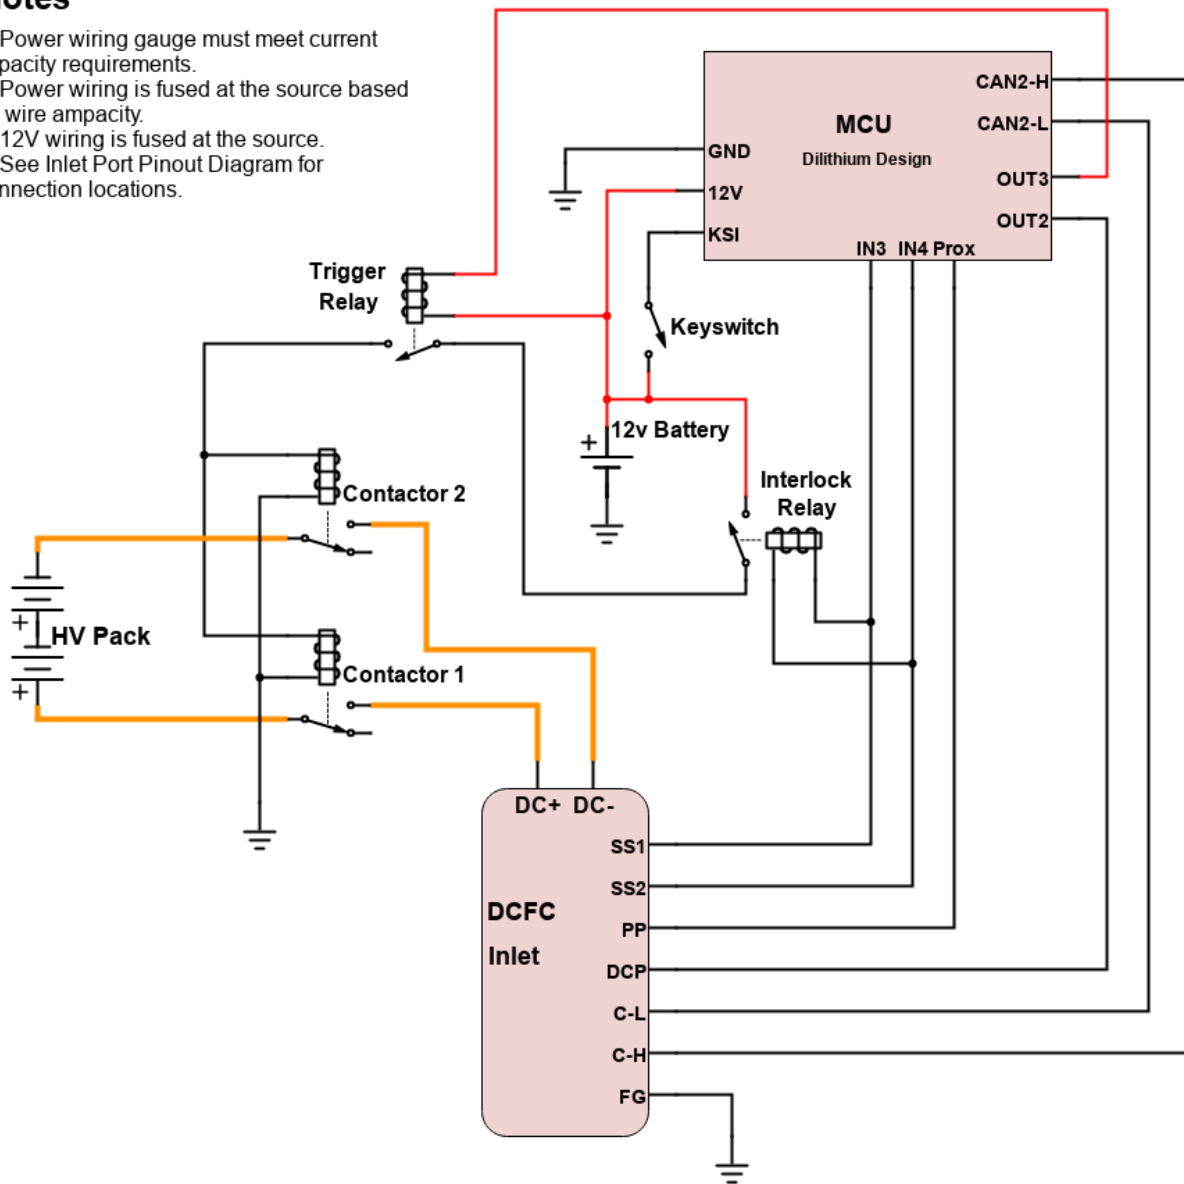 Power wiring gauge must meet current
requirements.
Power wiring is fused at the source based
wire ampacity.
12V wiring is fused at the source.
See Inlet Port Pinout Diagram for
locations.
MCU
Dilithium Design
CAN2-H
CAN2-L
OUT3
OUT2
GND
12V
KSI
IN3 IN4 Prox
Trigger
Relay
Keyswitch
+ 12v Battery
Interlock
Relay
Contactor 2
+
HV Pack
+
Contactor 1
DC+ DC-
SS1
SS2
DCFC
PP
Inlet
DCP
C-L
C-H
FG